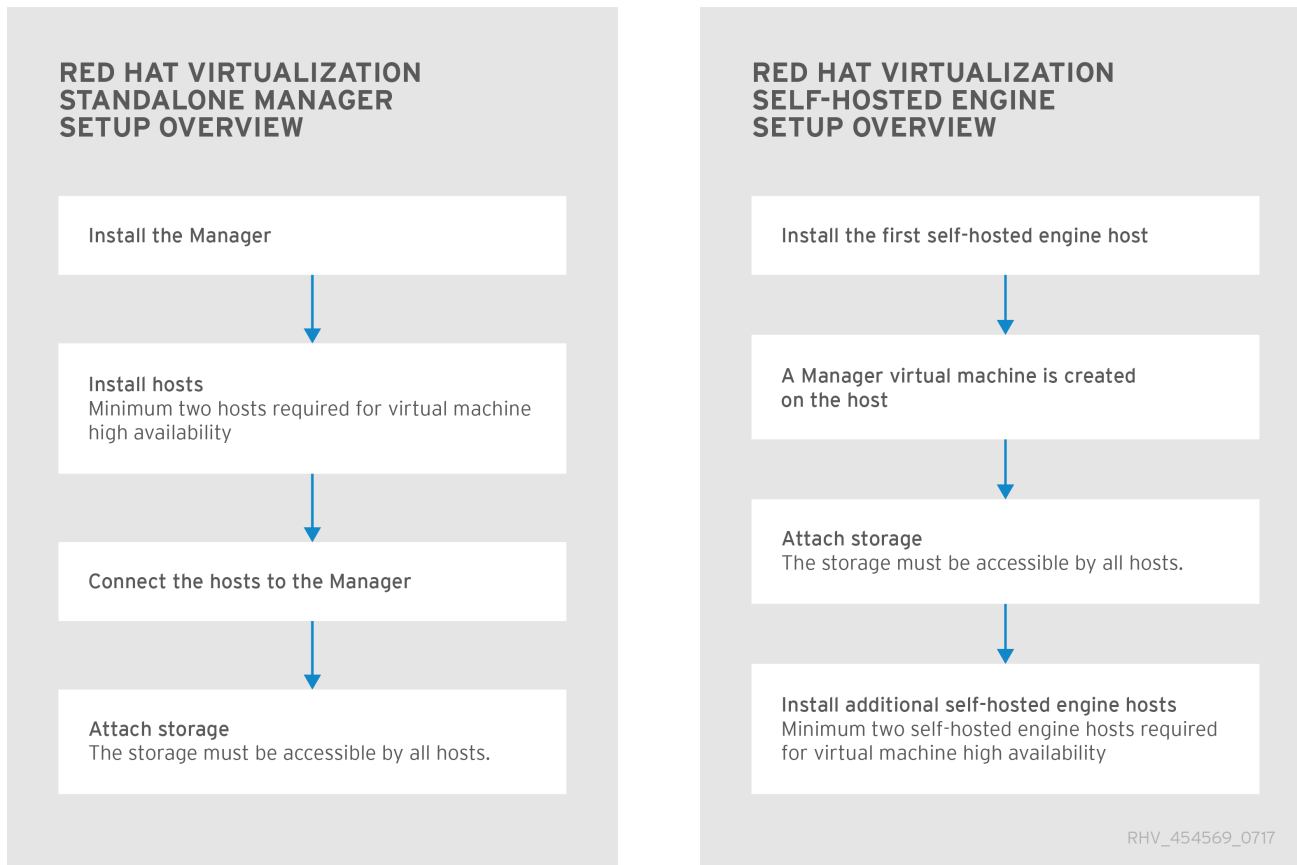 RED HAT VIRTUALIZATION
STANDALONE MANAGER
SETUP OVERVIEW
Install the Manager
Install hosts
Minimum two hosts required for virtual machine
high availability
Connect the hosts to the Manager
Attach storage
The storage must be accessible by all hosts.
RED HAT VIRTUALIZATION
SELF-HOSTED ENGINE
SETUP OVERVIEW
Install the first self-hosted engine host
A Manager virtual machine is created
on the host
Attach storage
The storage must be accessible by all hosts.
Install additional self-hosted engine hosts
Minimum two self-hosted engine hosts required
for virtual machine high availability
RHV_454569_0717